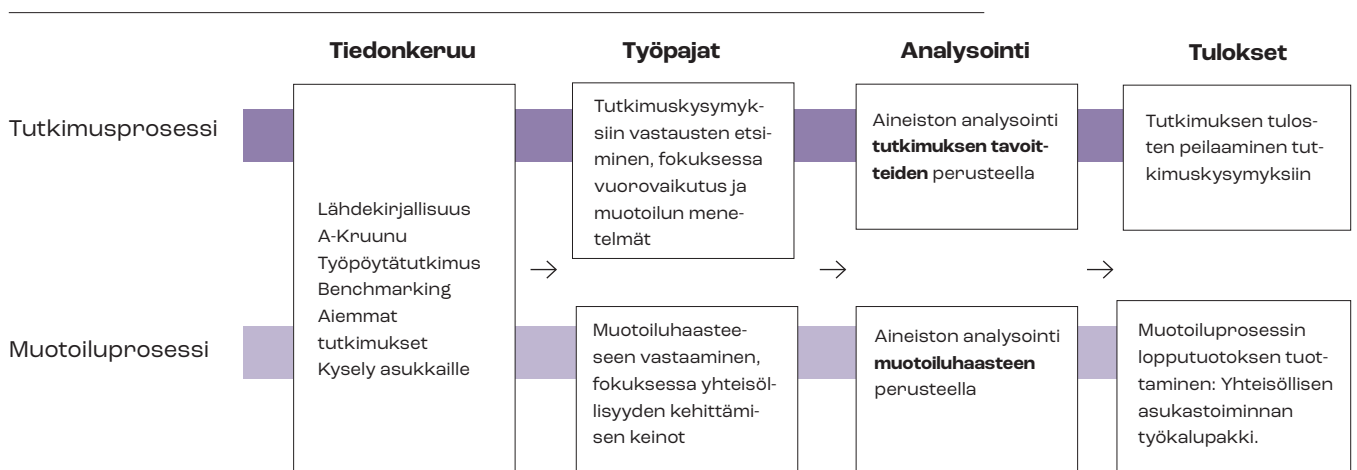 Tiedonkeruu
Työpajat
Analysointi
Tulokset
Tutkimusprosessi
Lähdekirjallisuus
A-Kruunu
Työpöytätutkimus
Benchmarking
Aiemmat
tutkimukset
Kysely asukkaille
Tutkimuskysymyk-
siin vastausten etsi-
minen, fokuksessa
vuorovaikutus ja
muotoilun mene-
telmät
Aineiston analysointi
tutkimuksen tavoit-
teiden perusteella
Tutkimuksen tulos-
ten peilaaminen tut-
kimuskysymyksiin
→
→
→
Muotoiluprosessi
Muotoiluhaastee-
seen vastaaminen,
fokuksessa yhteisöl-
lisyyden kehittämi-
sen keinot
Aineiston analysointi
muotoiluhaasteen
perusteella
Muotoiluprosessin
lopputuotoksen tuot-
taminen: Yhteisöllisen
asukastoiminnan
työkalupakki.